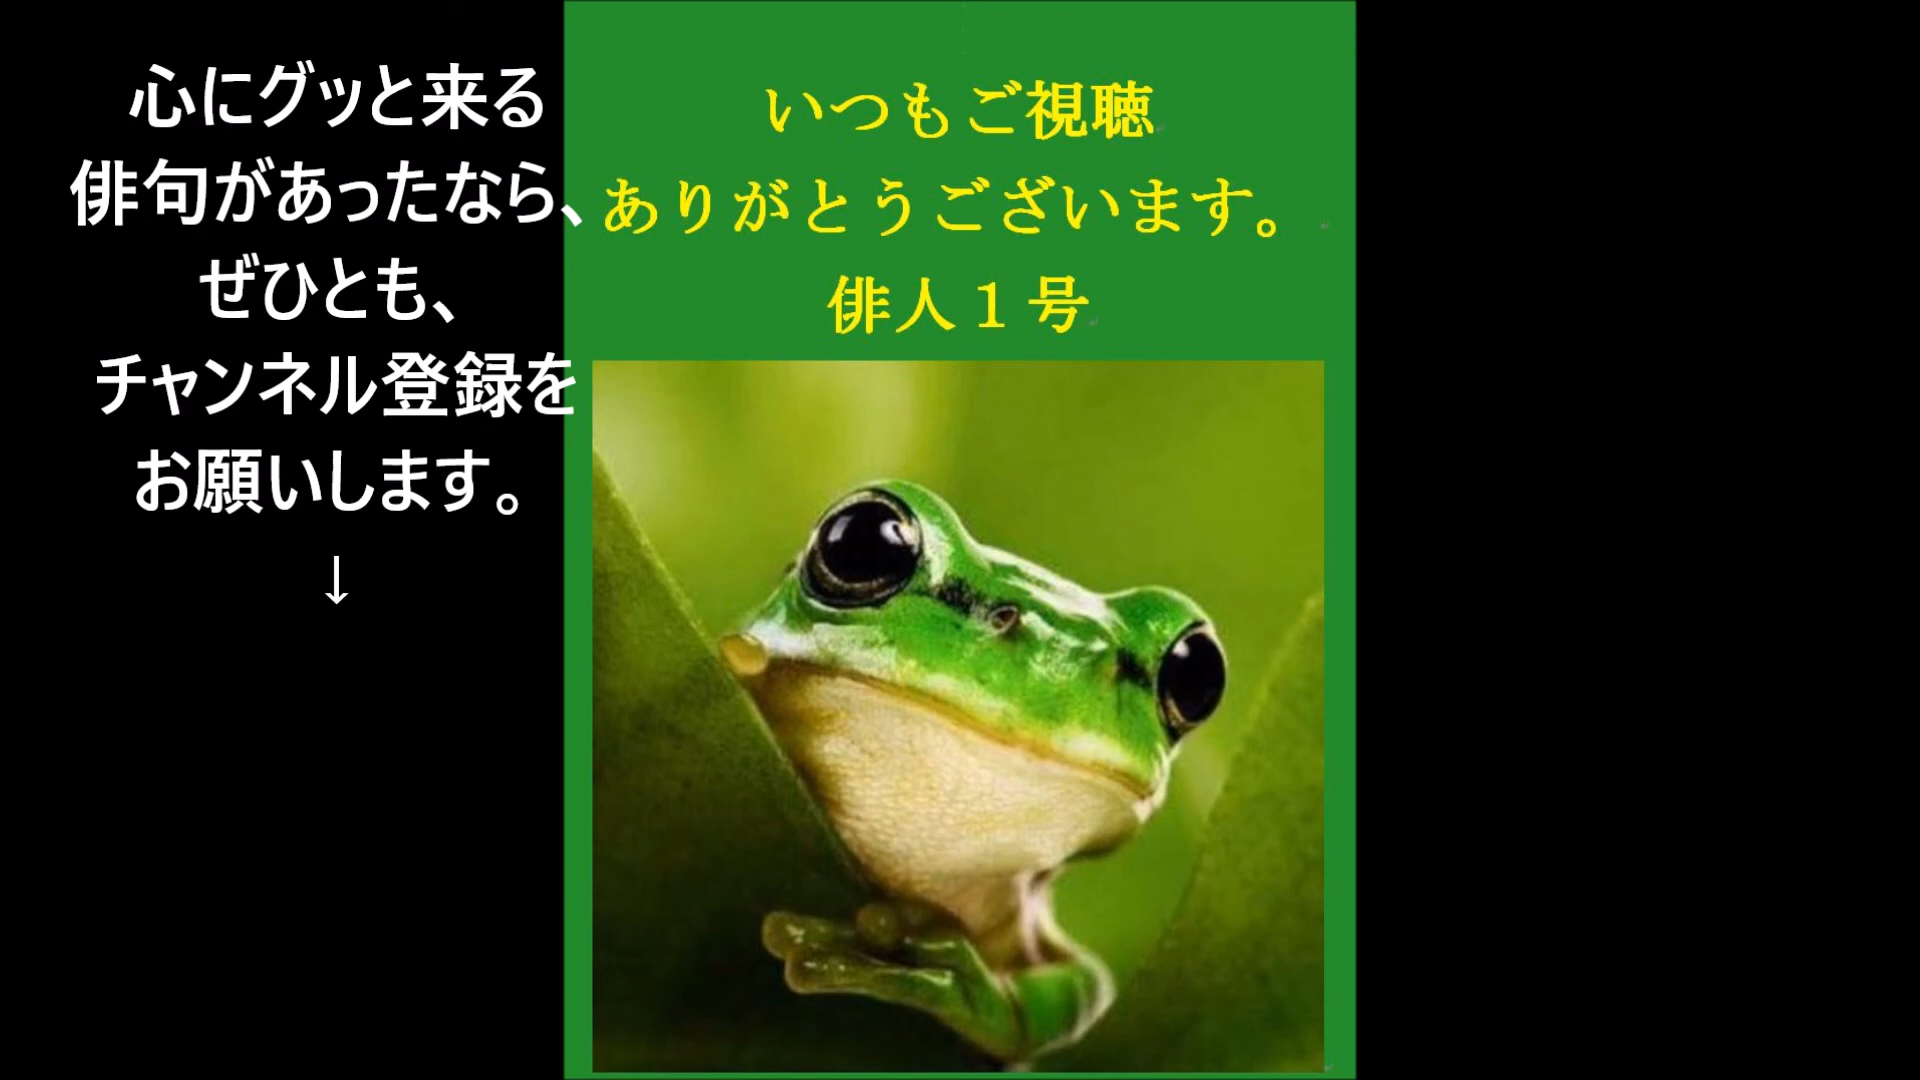 心にグッと来る
俳句があったなら、
ぜひとも、
チャンネル登録を
お願いします。
↓
いつもご視聴
ありがとうございます。
俳人１号